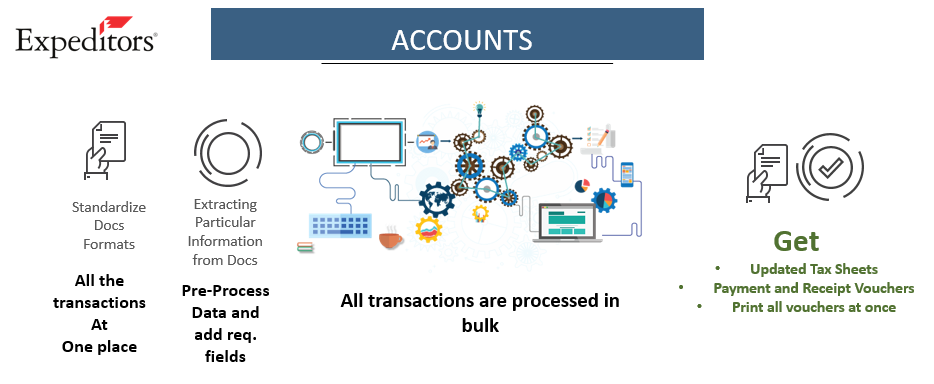 Expeditors®
ACCOUNTS
Standardize
Docs
Formats
All the
transactions
At
One place
Extracting
Particular
Information
from Docs
Pre-Process
Data and
add req.
fields
All transactions are processed in
bulk
Get
• Updated Tax Sheets
• Payment and Receipt Vouchers
• Print all vouchers at once